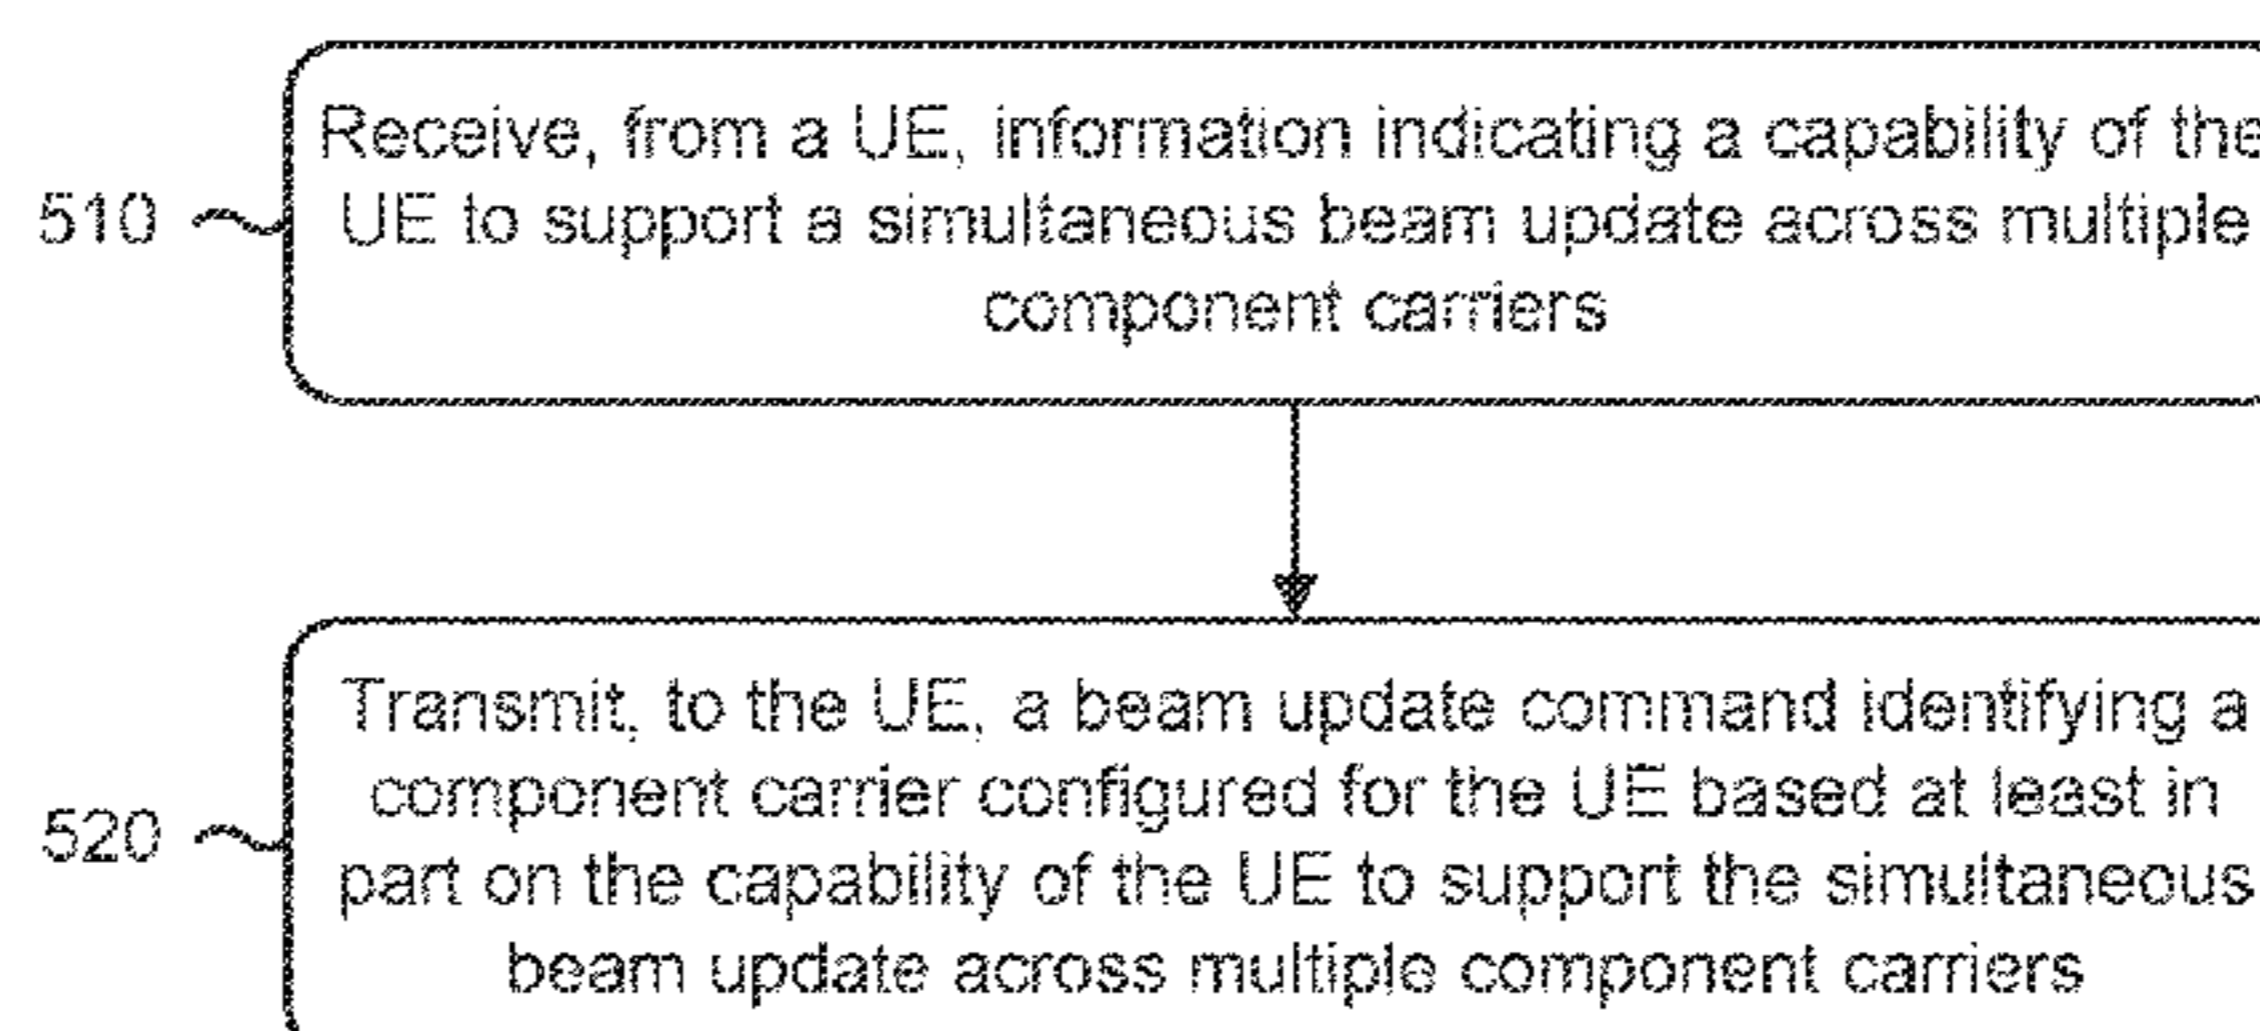 Receive, from a UE, information indicating a capability of the
510 UE to support a simultaneous beam update across multiple
component carriers
Transmit, to the UE, a beam update command identifying a
component carrier configured for the UE based at least in
520
part on the capability of the UE to support the simultaneous
beam update across multiple component carriers